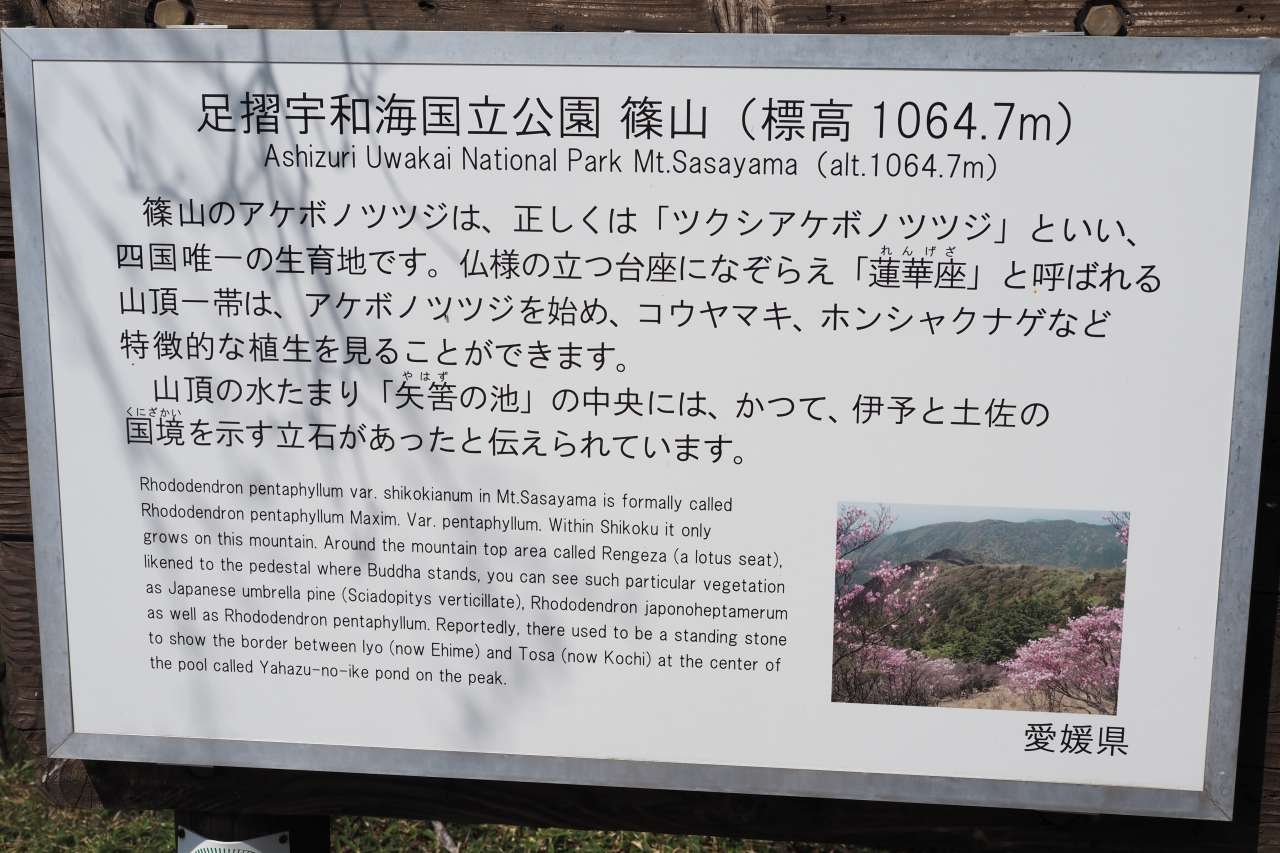 足摺宇和海国立公園 篠山（標高 1064.7m）
Ashizuri Uwakai National Park Mt.Sasayama (alt.1064.7m)
篠山のアケボノツツジは、正しくは「ツクシアケボノツツジ」といい、
四国唯一の生育地です。仏様の立つ台座になぞらえ「蓮華座」と呼ばれる
れんげざ
山頂一帯は、アケボノツツジを始め、コウヤマキ、ホンシャクナゲなど
特徴的な植生を見ることができます。
山頂の水たまり「矢筈の池」の中央には、かつて、伊予と土佐の
やはず
国境を示す立石があったと伝えられています。
くにざかい
Rhododendron pentaphyllum var. shikokianum in Mt.Sasayama is formally called
Rhododendron pentaphyllum Maxim. Var. pentaphyllum. Within Shikoku it only
grows on this mountain. Around the mountain top area called Rengeza (a lotus seat),
likened to the pedestal where Buddha stands, you can see such particular vegetation
as Japanese umbrella pine (Sciadopitys verticillate), Rhododendron japonoheptamerum
as well as Rhododendron pentaphyllum. Reportedly, there used to be a standing stone
to show the border between Iyo (now Ehime) and Tosa (now Kochi) at the center of
the pool called Yahazu-no-ike pond on the peak.
愛媛県